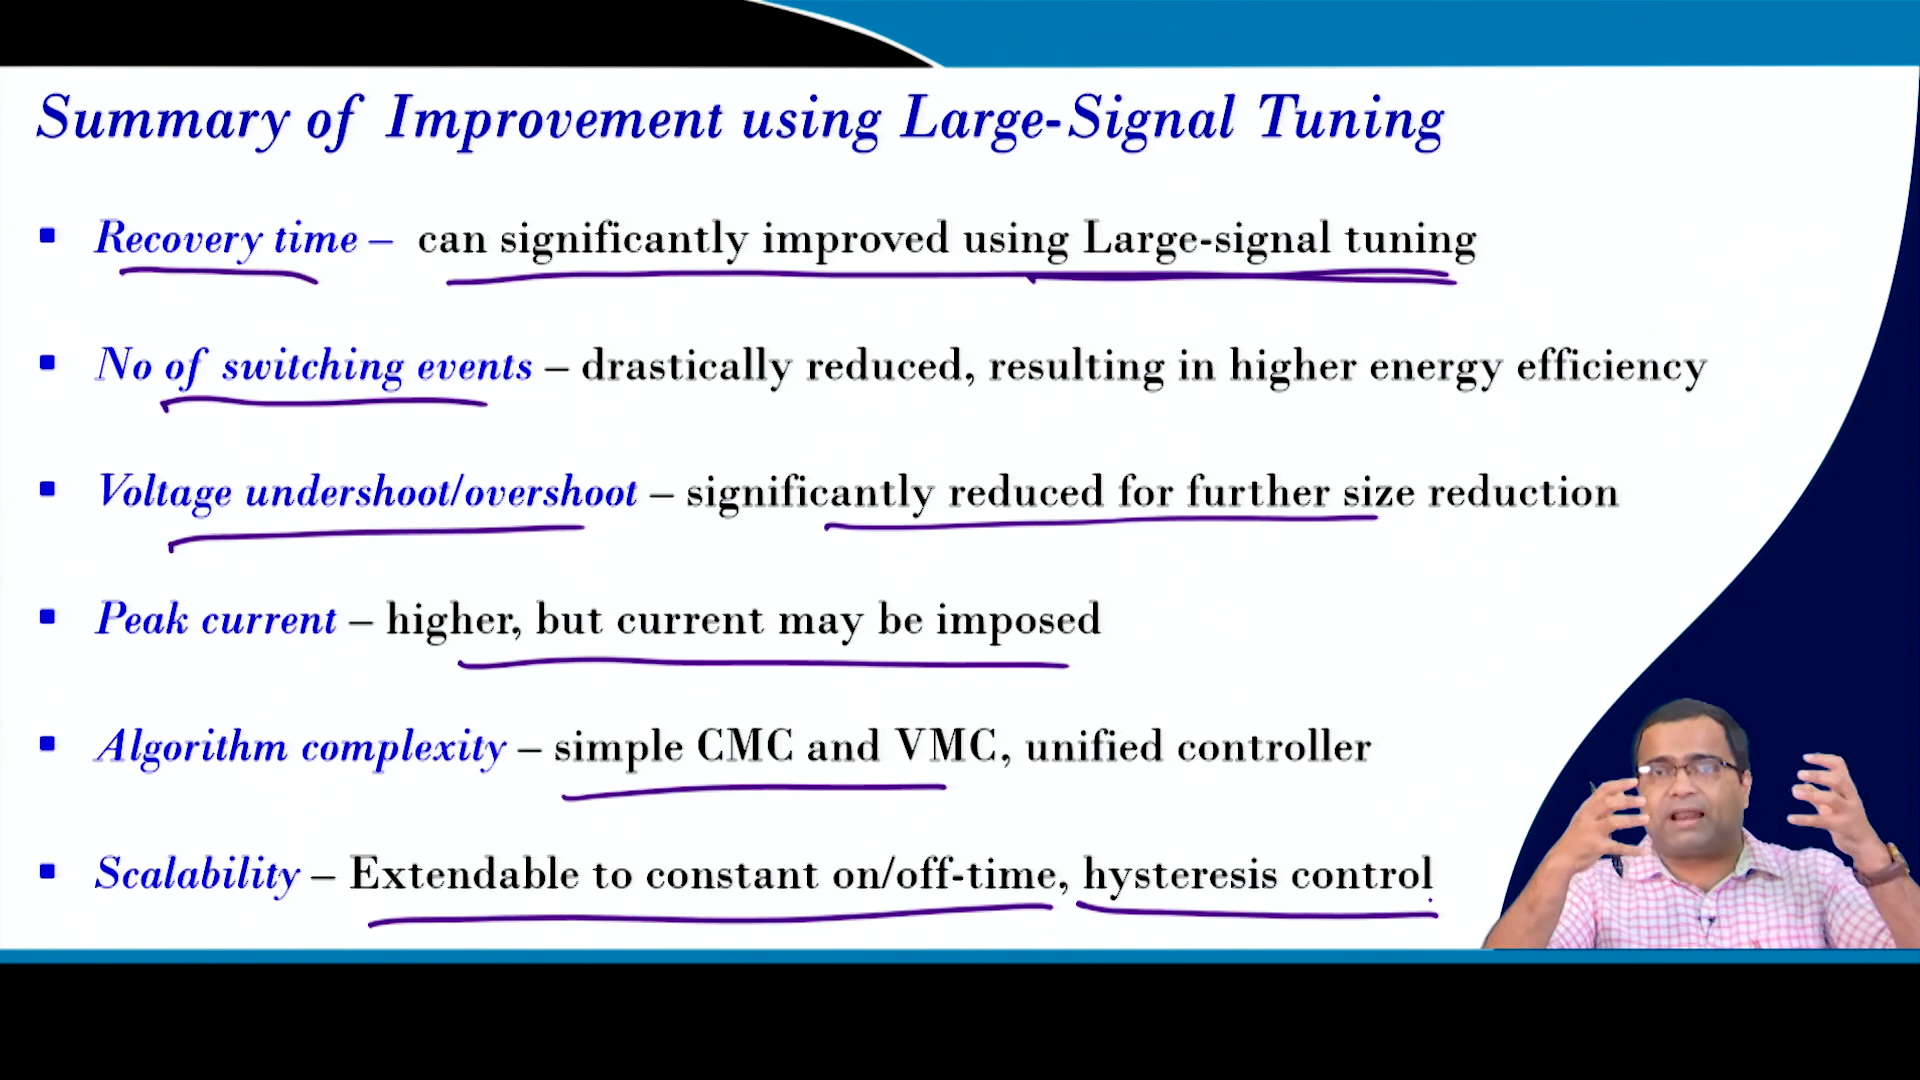 Summary of Improvement using Large-Signal Tuning
▪ Recovery time – can significantly improved using Large-signal tuning
▪ No of switching events – drastically reduced, resulting in higher energy efficiency
▪ Voltage undershoot/overshoot – significantly reduced for further size reduction
▪ Peak current – higher, but current may be imposed
▪ Algorithm complexity – simple CMC and VMC, unified controller
▪ Scalability – Extendable to constant on/off-time, hysteresis control